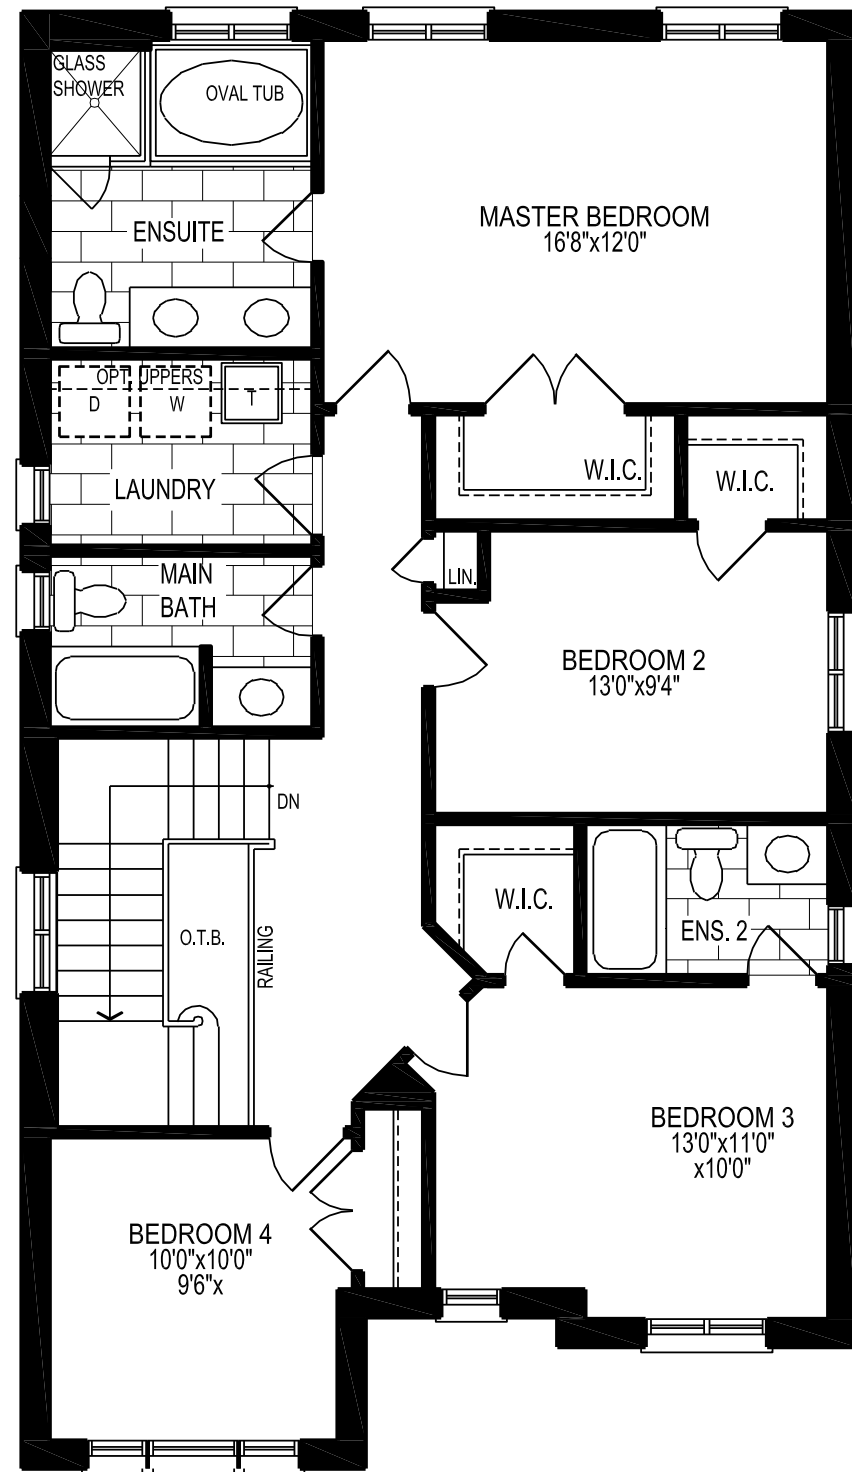 GLASS
SHOWER
OVAL TUB
ENSUITE
MASTER BEDROOM
16'8"x12'0"
OPT. UPPERS
D
W
T
LAUNDRY
W.I.C.
W.I.C.
MAIN
BATH
LIN.
BEDROOM 2
13'0"x9'4"
DN
O.T.B.
RAILING
W.I.C.
ENS. 2
BEDROOM 3
13'0"x11'0"
x10'0"
BEDROOM 4
10'0"x10'0"
9'6"x